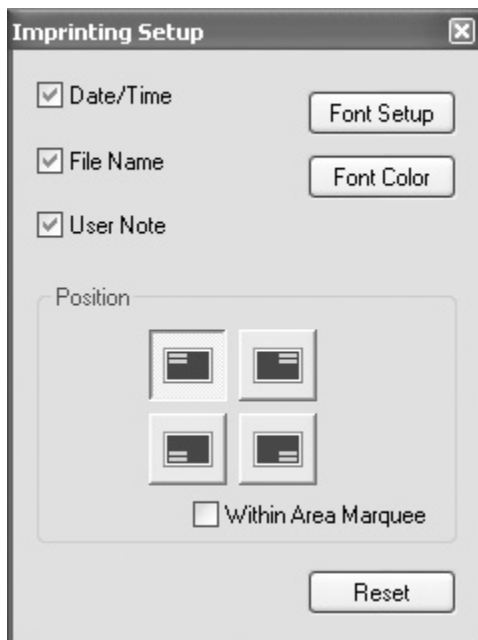 Imprinting Setup
Date/Time
Font Setup
File Name
Font Color
User Note
Position
Within Area Marquee
Reset